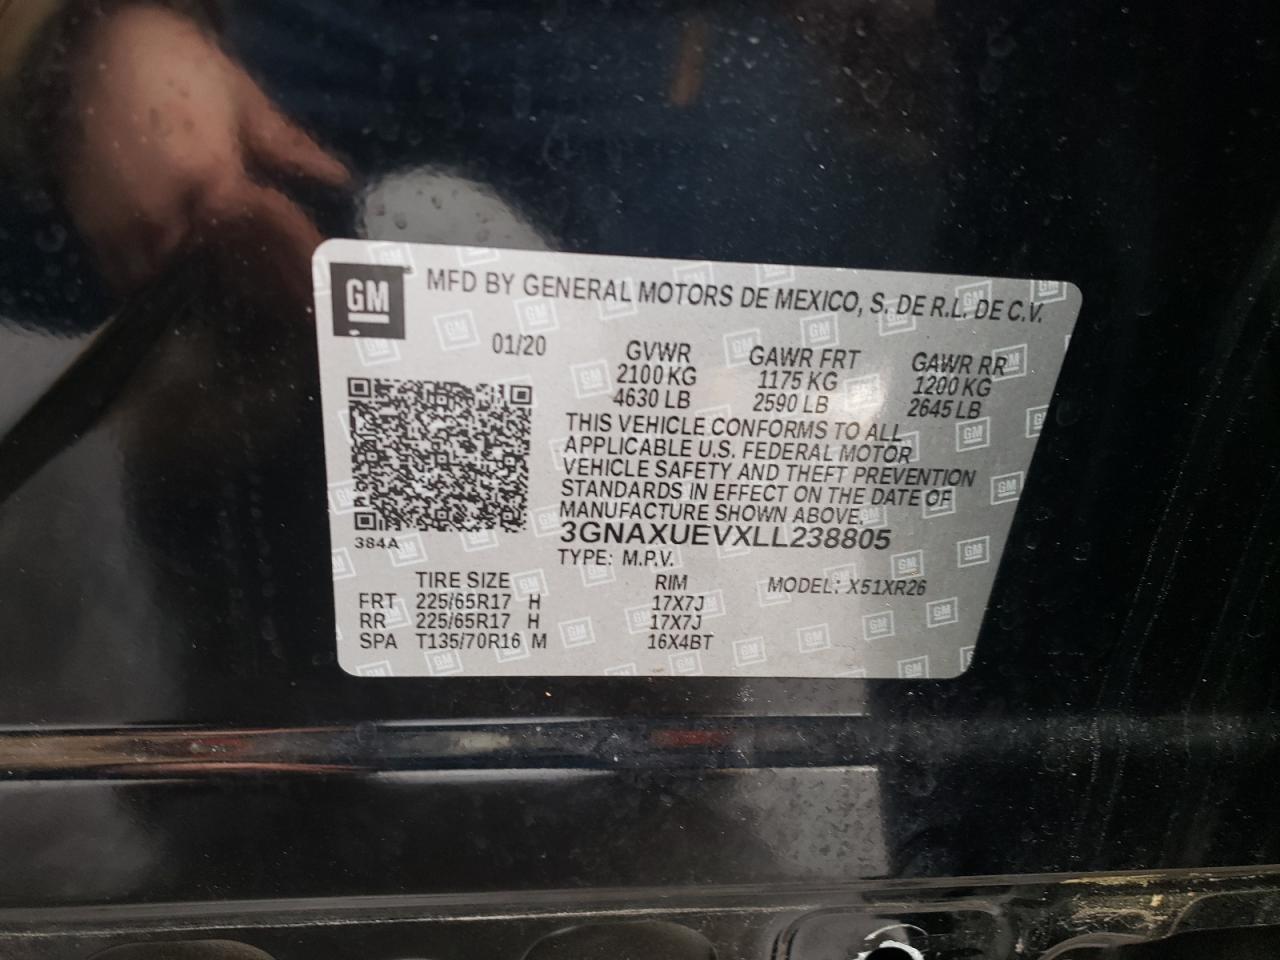 GM
MFD BY GENERAL MOTORS DE MEXICO, S. DE R.L. DE C.V.
01/20 GVWR GAWR FRT GAWR RR
2100 KG 1175 KG 1200 KG
4630 LB 2590 LB 2645 LB
THIS VEHICLE CONFORMS TO ALL
APPLICABLE U.S. FEDERAL MOTOR
VEHICLE SAFETY AND THEFT PREVENTION
STANDARDS IN EFFECT ON THE DATE OF
MANUFACTURE SHOWN ABOVE.
384A 3GNAXUEVXLL238805
TYPE: M.P.V.
TIRE SIZE RIM MODEL: X51XR26
FRT 225/65R17 H 17X7J
RR 225/65R17 H 17X7J
SPA T135/70R16 M 16X4BT